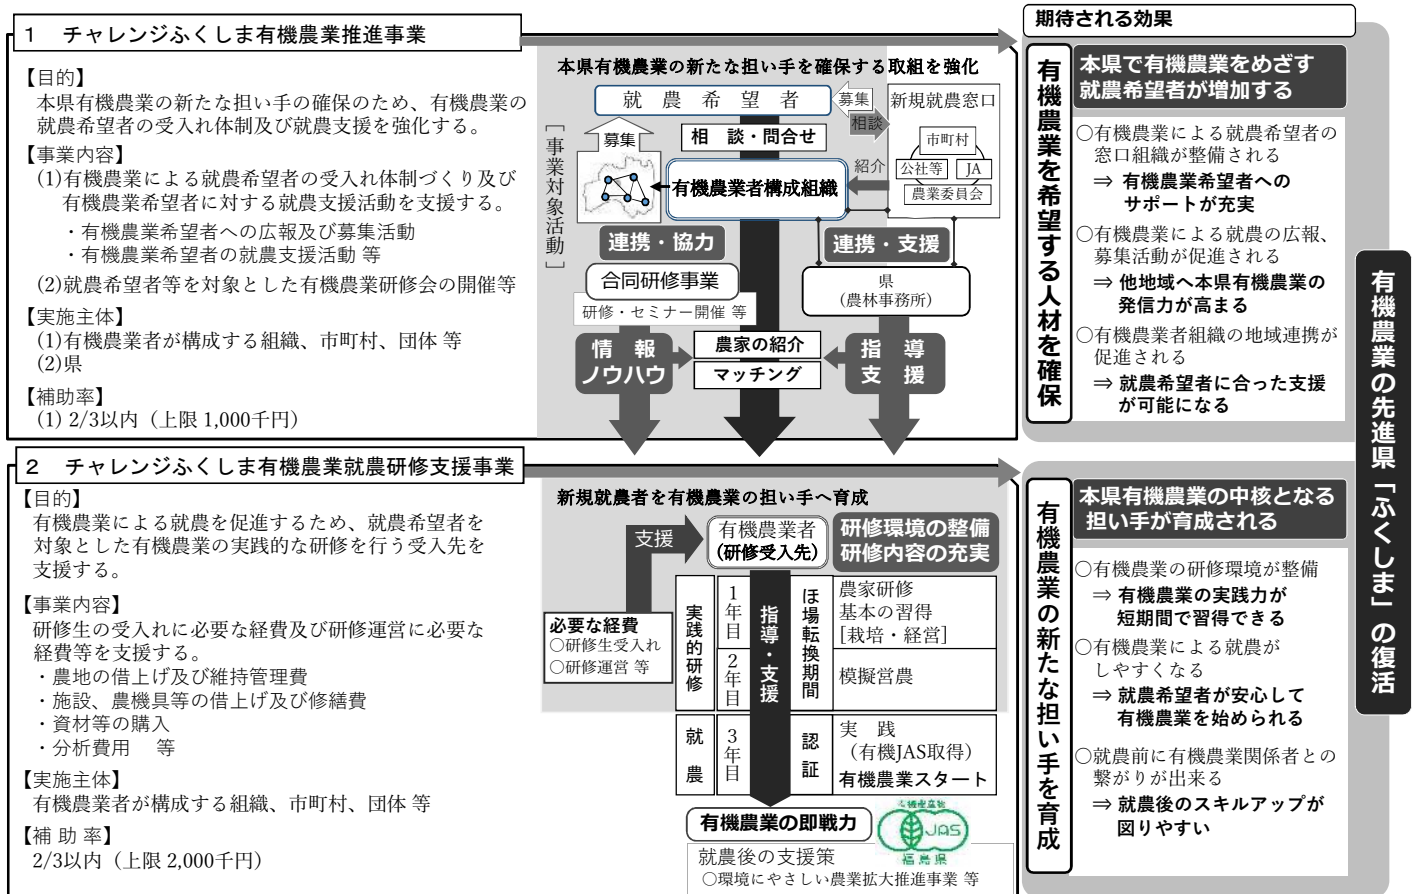 1 チャレンジふくしま有機農業推進事業
【目的】
本県有機農業の新たな担い手の確保のため、有機農業の
就農希望者の受入れ体制及び就農支援を強化する。
【事業内容】
(1)有機農業による就農希望者の受入れ体制づくり及び
有機農業希望者に対する就農支援活動を支援する。
・有機農業希望者への広報及び募集活動
・有機農業希望者の就農支援活動 等
(2)就農希望者等を対象とした有機農業研修会の開催等
【実施主体】
(1)有機農業者が構成する組織、市町村、団体 等
(2)県
【補助率】
(1) 2/3以内（上限 1,000千円）
本県有機農業の新たな担い手を確保する取組を強化
就農希望者
募集
相談
新規就農窓口
市町村
公社等
JA
農業委員会
[事業対象活動]
募集
相 談・問合せ
紹介
有機農業者構成組織
連携・協力
連携・支援
合同研修事業
研修・セミナー開催 等
県
（農林事務所）
情 報
ノウハウ
農家の紹介
マッチング
指 導
支 援
期待される効果
有機農業を希望する人材を確保
本県で有機農業をめざす
就農希望者が増加する
○有機農業による就農希望者の
窓口組織が整備される
⇒ 有機農業希望者への
サポートが充実
○有機農業による就農の広報、
募集活動が促進される
⇒ 他地域へ本県有機農業の
発信力が高まる
○有機農業者組織の地域連携が
促進される
⇒ 就農希望者に合った支援
が可能になる
2 チャレンジふくしま有機農業就農研修支援事業
【目的】
有機農業による就農を促進するため、就農希望者を
対象とした有機農業の実践的な研修を行う受入先を
支援する。
【事業内容】
研修生の受入れに必要な経費及び研修運営に必要な
経費等を支援する。
・農地の借上げ及び維持管理費
・施設、農機具等の借上げ及び修繕費
・資材等の購入
・分析費用 等
【実施主体】
有機農業者が構成する組織、市町村、団体 等
【補 助 率】
2/3以内（上限 2,000千円）
新規就農者を有機農業の担い手へ育成
支援
有機農業者
(研修受入先)
研修環境の整備
研修内容の充実
必要な経費
○研修生受入れ
○研修運営 等
実践的研修
1年目
2年目
指導・支援
ほ場転換期間
農家研修
基本の習得
[栽培・経営]
模擬営農
就農
3年目
認証
実 践
（有機JAS取得）
有機農業スタート
有機農業の即戦力
有機農産物
JAS
福島県
就農後の支援策
○環境にやさしい農業拡大推進事業 等
有機農業の新たな担い手を育成
本県有機農業の中核となる
担い手が育成される
○有機農業の研修環境が整備
⇒ 有機農業の実践力が
短期間で習得できる
○有機農業による就農が
しやすくなる
⇒ 就農希望者が安心して
有機農業を始められる
○就農前に有機農業関係者との
繋がりが出来る
⇒ 就農後のスキルアップが
図りやすい
有機農業の先進県「ふくしま」の復活